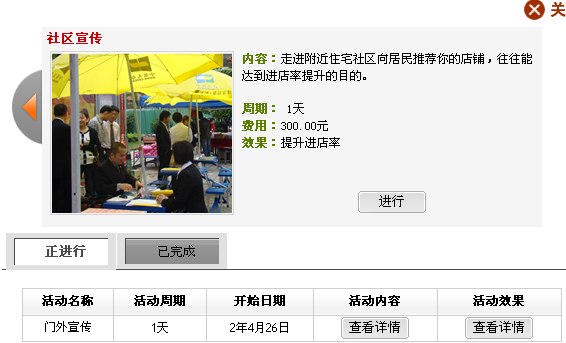 关
社区宣传
内容：走进附近住宅社区向居民推荐你的店铺，往往能
达到进店率提升的目的。
周期： 1天
费用：300.00元
效果：提升进店率
进行
正进行 已完成
活动名称 活动周期 开始日期 活动内容 活动效果
门外宣传 1天 2年4月26日 查看详情 查看详情